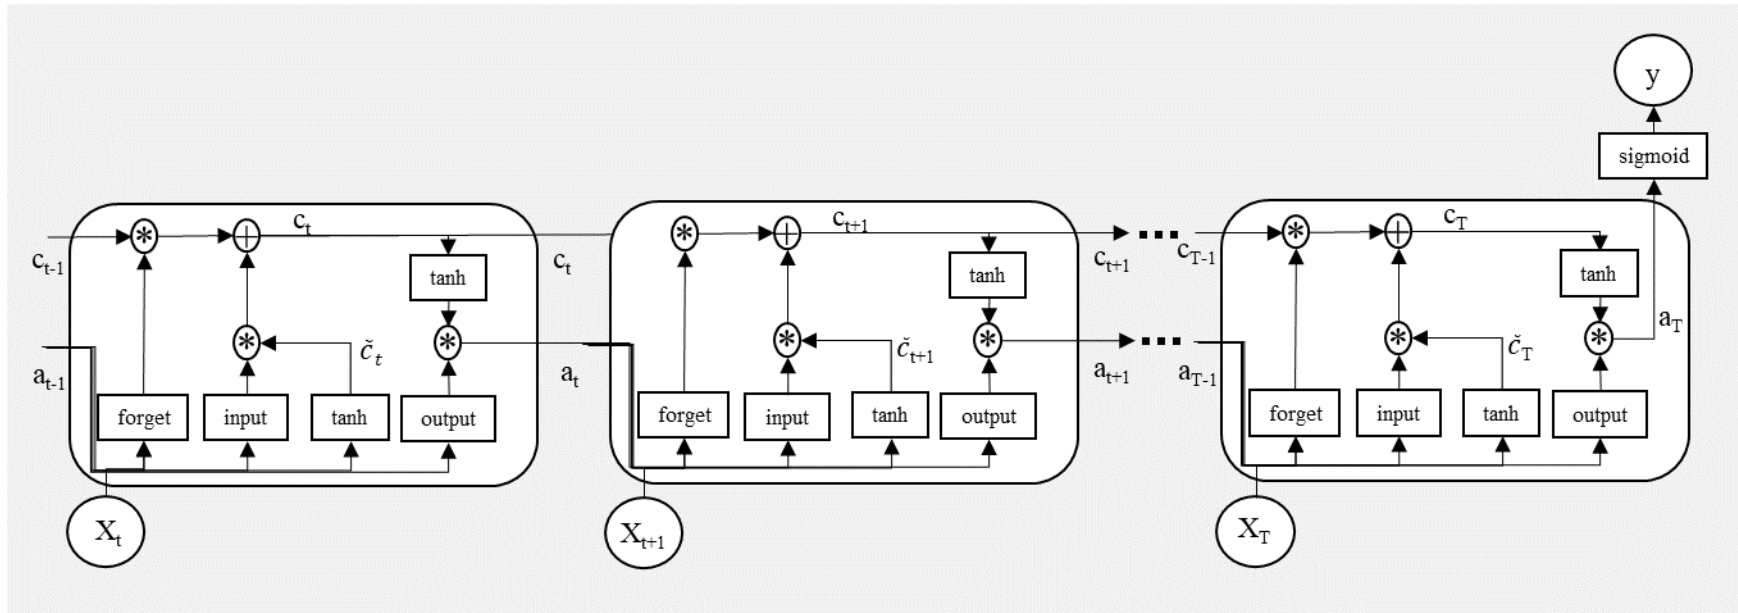 y
sigmoid
c_t
c_{t+1}
c_T
c_{t-1}
c_t
c_{t+1}
c_{T-1}
tanh
tanh
tanh
* + * + * +
* * * * * *
č_t
č_{t+1}
č_T
a_T
a_{t-1}
a_t
a_{t+1}
a_{T-1}
forget input tanh output
forget input tanh output
forget input tanh output
X_t
X_{t+1}
X_T